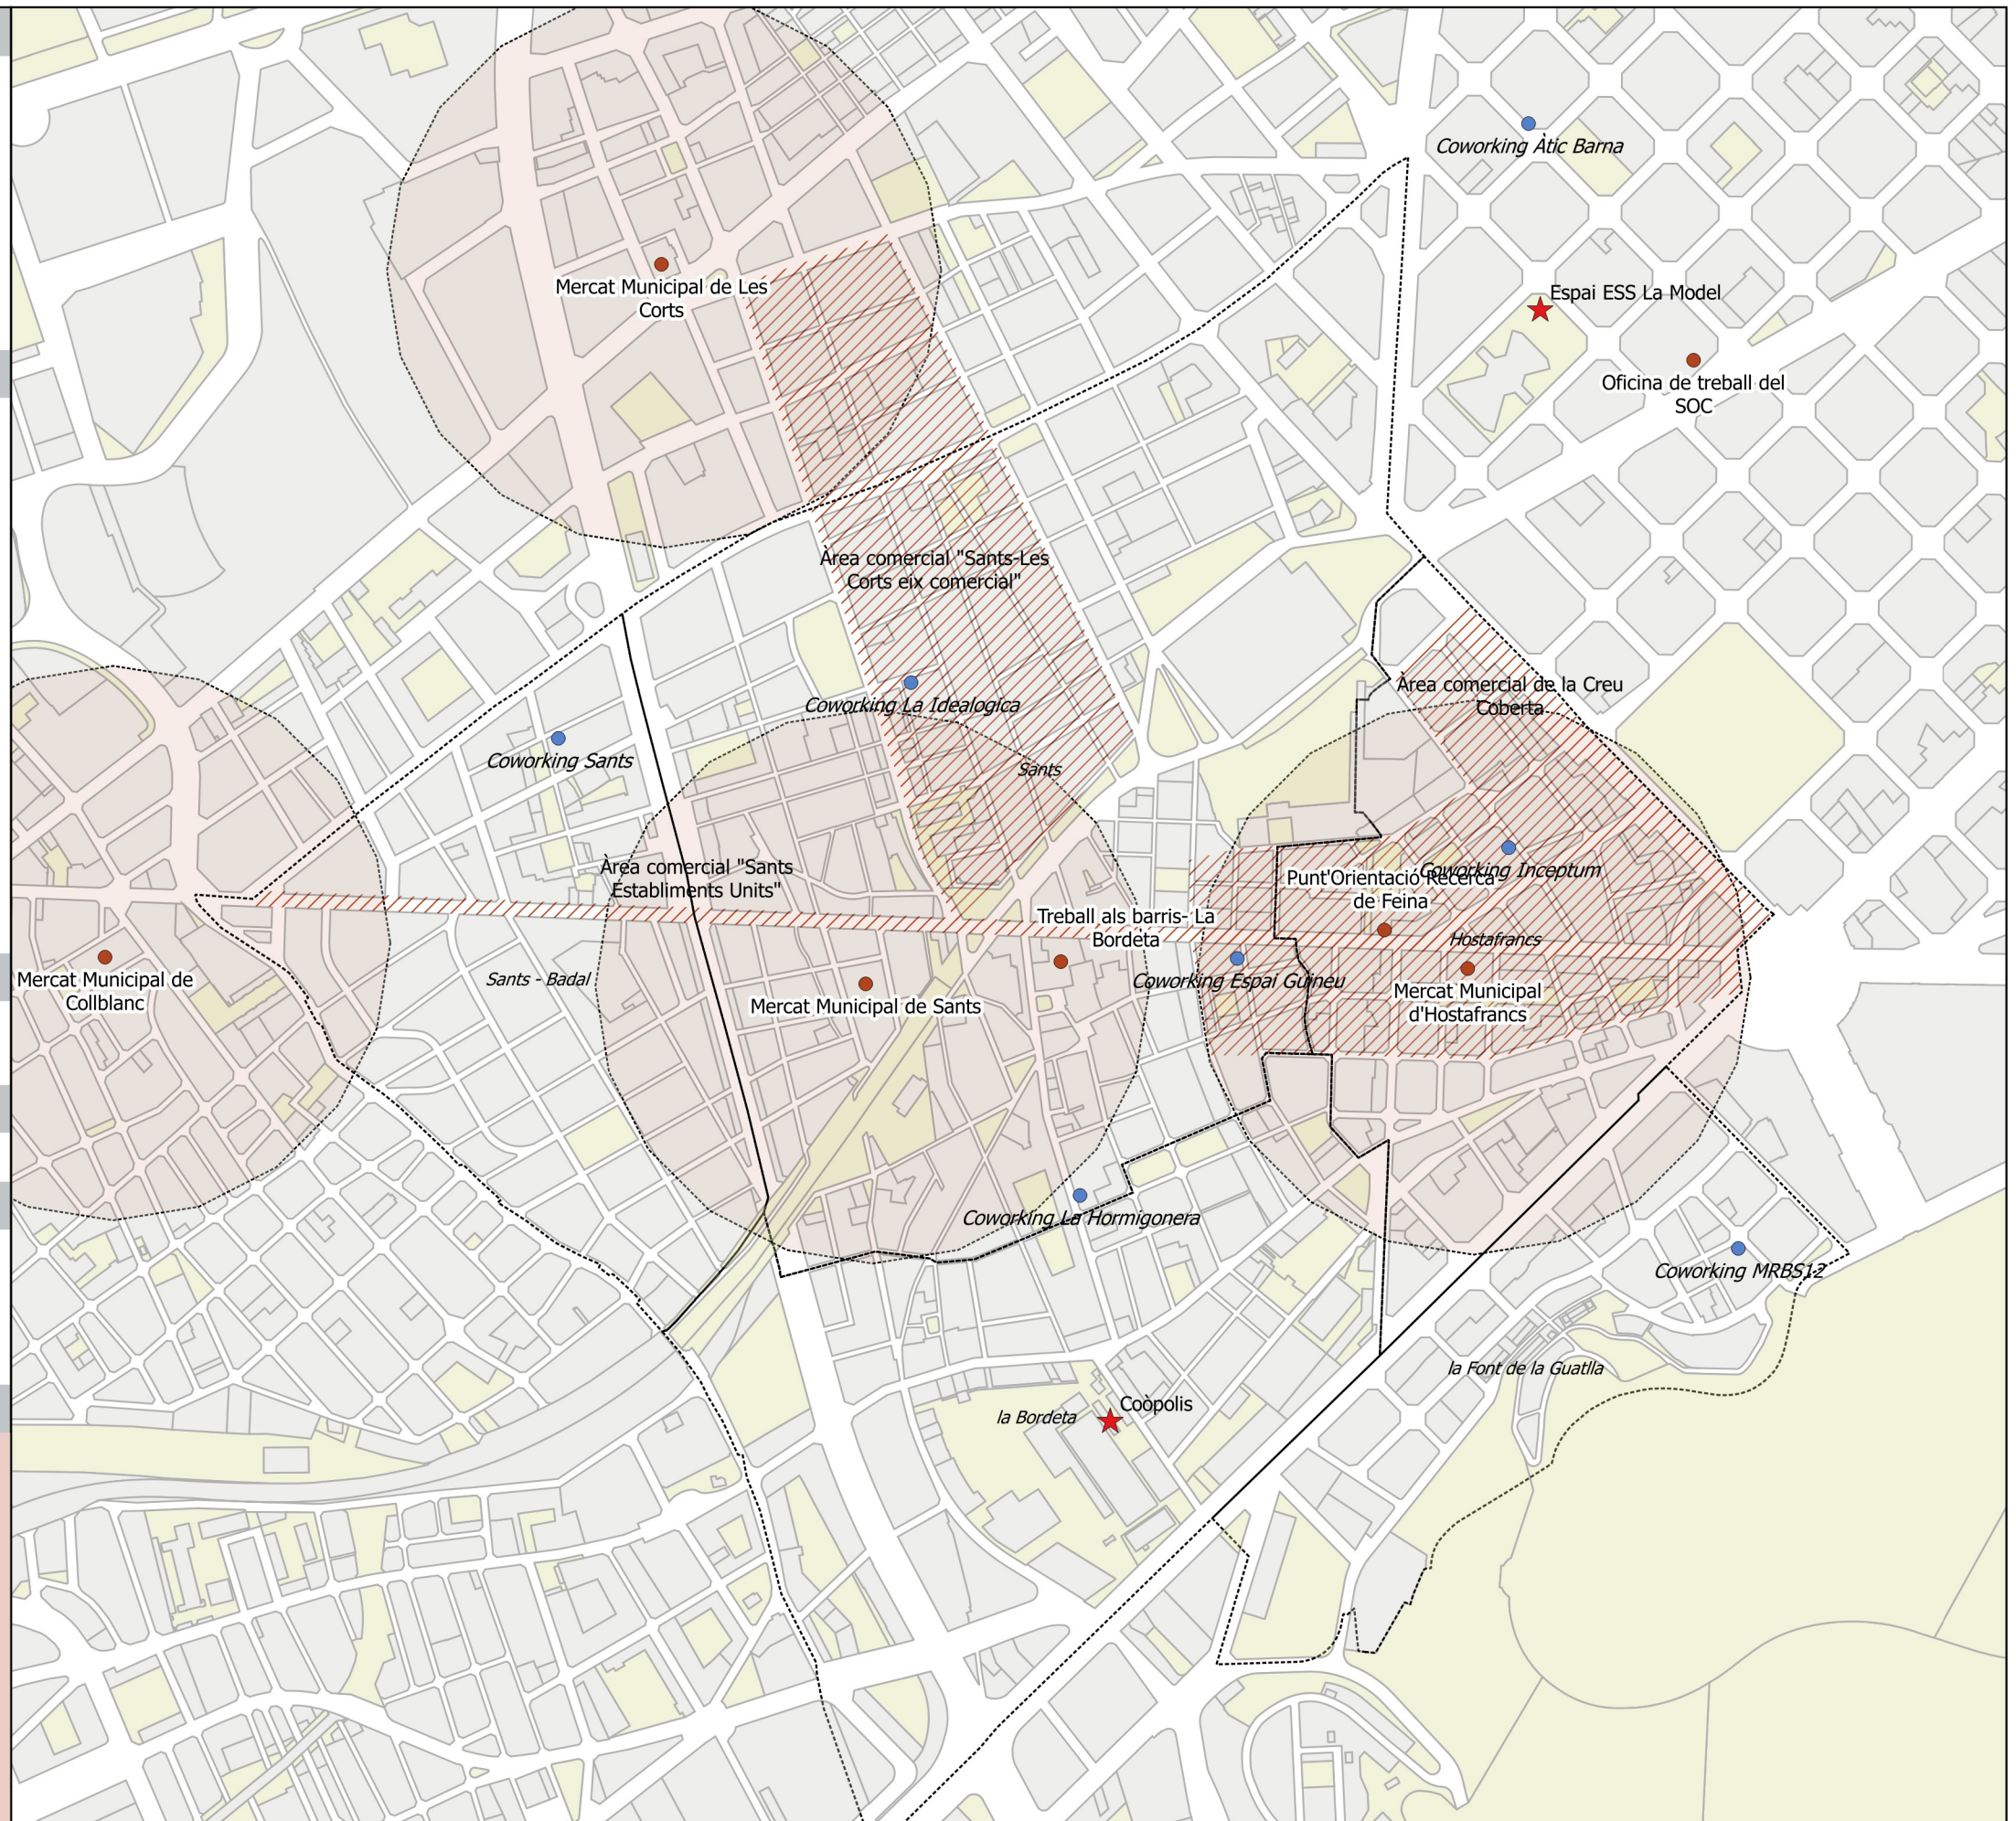 Coworking Àtic Barna
Mercat Municipal de Les
Corts
Espai ESS La Model
Oficina de treball del
SOC
Àrea comercial "Sants-Les
Corts eix comercial"
Àrea comercial de la Creu
Coberta
Coworking La Idealogica
Coworking Sants
Sants
Àrea comercial "Sants
Establiments Units"
Coworking Inceptum
Punt'Orientació Recerca
de Feina
Treball als barris- La
Bordeta
Hostafrancs
Mercat Municipal de
Collblanc
Sants - Badal
Mercat Municipal de Sants
Coworking Espai Guineu
Mercat Municipal
d'Hostafrancs
Coworking La Hormigonera
Coworking MRBS12
la Font de la Guatlla
Coòpolis
la Bordeta